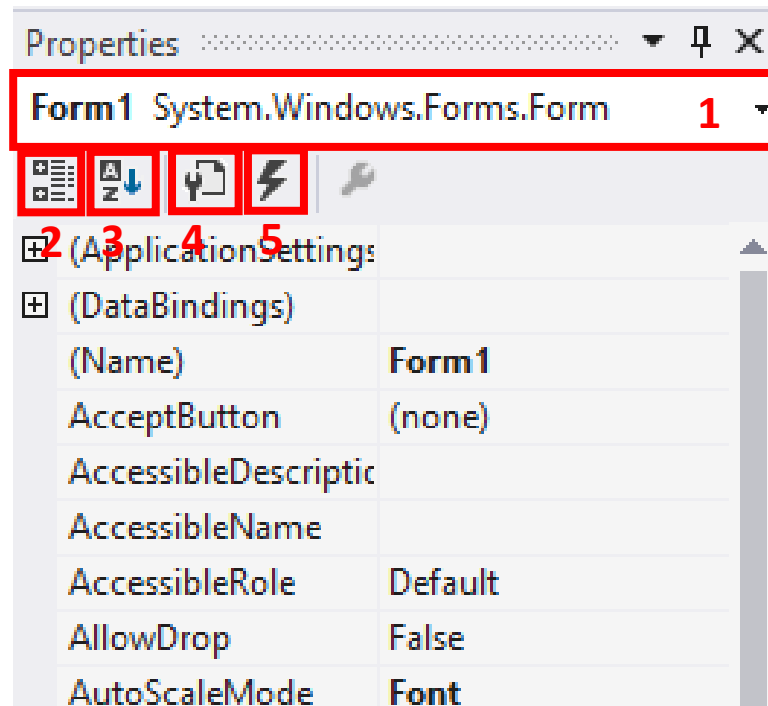 Properties
Form1 System.Windows.Forms.Form 1
A Z
2 3 4 5
(ApplicationSettings
(DataBindings)
(Name) Form1
AcceptButton (none)
AccessibleDescriptic
AccessibleName
AccessibleRole Default
AllowDrop False
AutoScaleMode Font